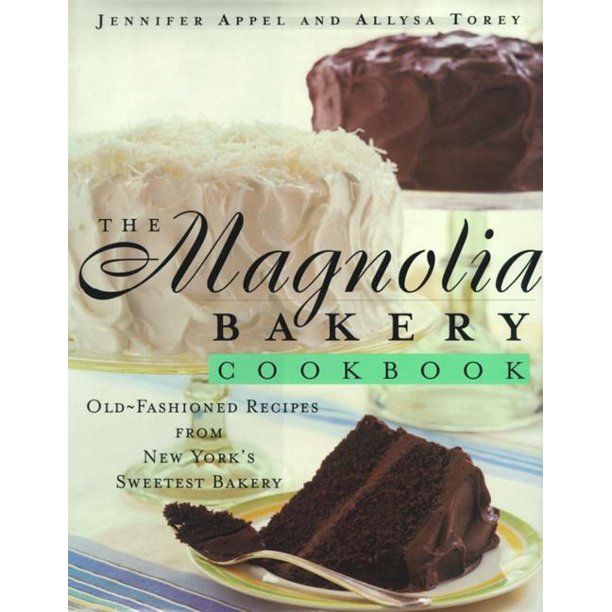 JENNIFER APPEL AND ALLYSA TOREY
THE
Magnolia
BAKERY
COOKBOOK
OLD~FASHIONED RECIPES
FROM
NEW YORK'S
SWEETEST BAKERY